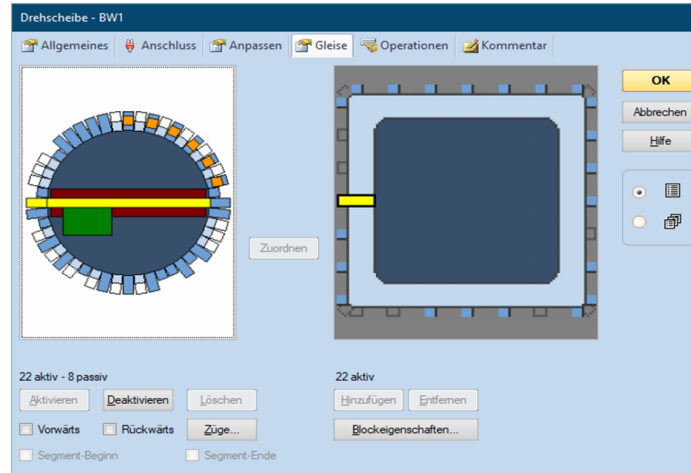 Drehscheibe - BW1
Allgemeines Anschluss Anpassen Gleise Operationen Kommentar
OK
Abbrechen
Hilfe
Zuordnen
22 aktiv - 8 passiv
22 aktiv
Aktivieren Deaktivieren Löschen
Hinzufügen Entfernen
Vorwärts Rückwärts Züge...
Blockeigenschaften...
Segment-Beginn Segment-Ende